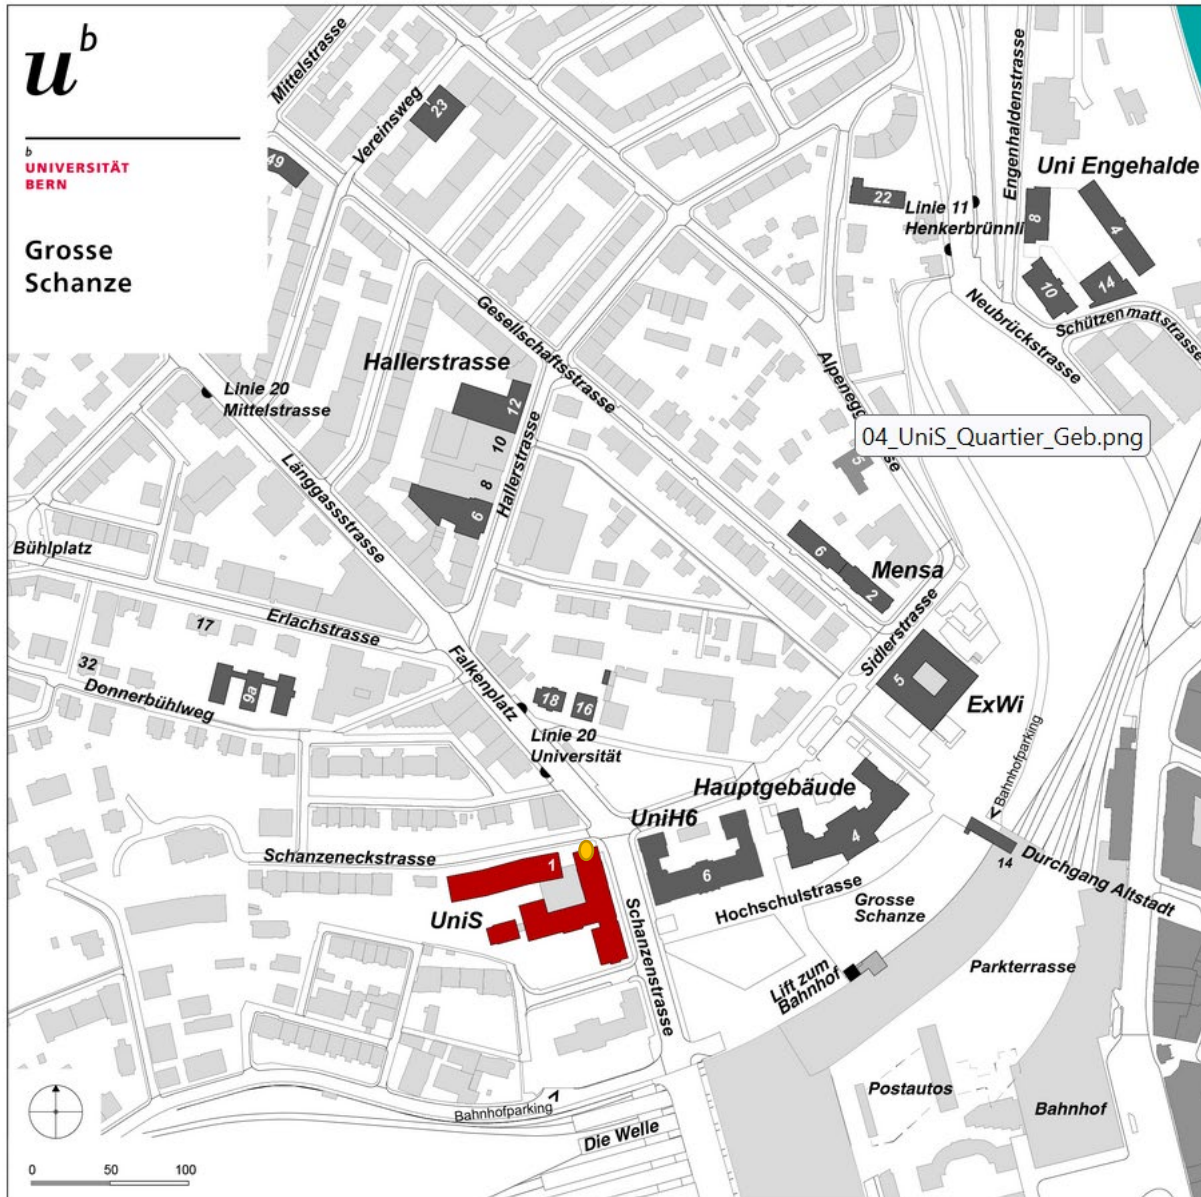 u^b
b
UNIVERSITÄT
BERN
Grosse
Schanze
Mittelstrasse
Vereinsweg
23
49
Engehaldenstrasse
Uni Engehalde
22
Linie 11
Henkerbrünnli
8
4
10
14
Neubrückstrasse
Schützenmattstrasse
Gesellschaftsstrasse
Hallerstrasse
Alpenegg
se
04_UniS_Quartier_Geb.png
5
Linie 20
Mittelstrasse
12
10
8
6
Hallerstrasse
Länggassstrasse
Bühlplatz
6
2
Mensa
Erlachstrasse
17
32
9a
Donnerbühlweg
Falkenplatz
18
16
Linie 20
Universität
Sidlerstrasse
5
ExWi
Bahnhofparking
Hauptgebäude
UniH6
4
6
14
Durchgang Altstadt
Schanzeneckstrasse
1
UniS
Hochschulstrasse
Grosse
Schanze
Schanzenstrasse
Lift zum
Bahnhof
Parkterrasse
Postautos
Bahnhof
Bahnhofparking
Die Welle
0 50 100